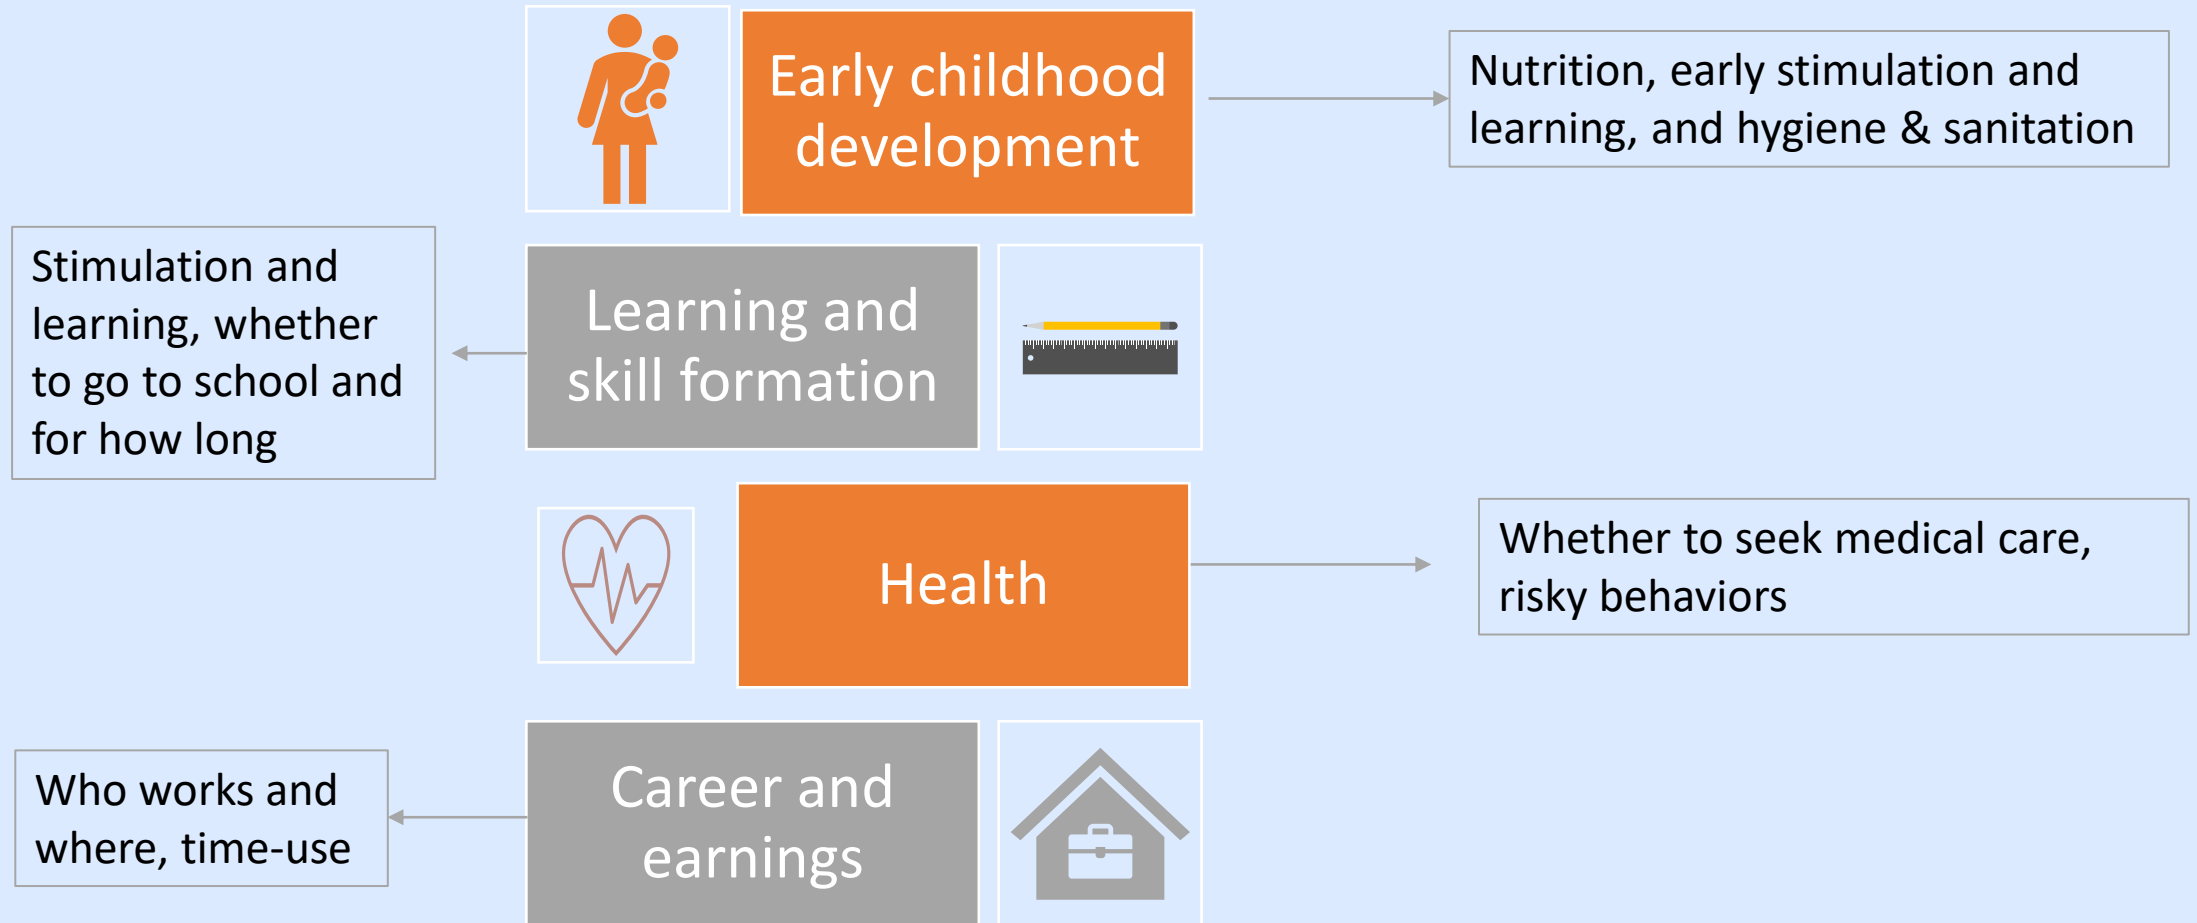 Early childhood
development
Nutrition, early stimulation and
learning, and hygiene & sanitation
Stimulation and
learning, whether
to go to school and
for how long
Learning and
skill formation
Health
Whether to seek medical care,
risky behaviors
Who works and
where, time-use
Career and
earnings